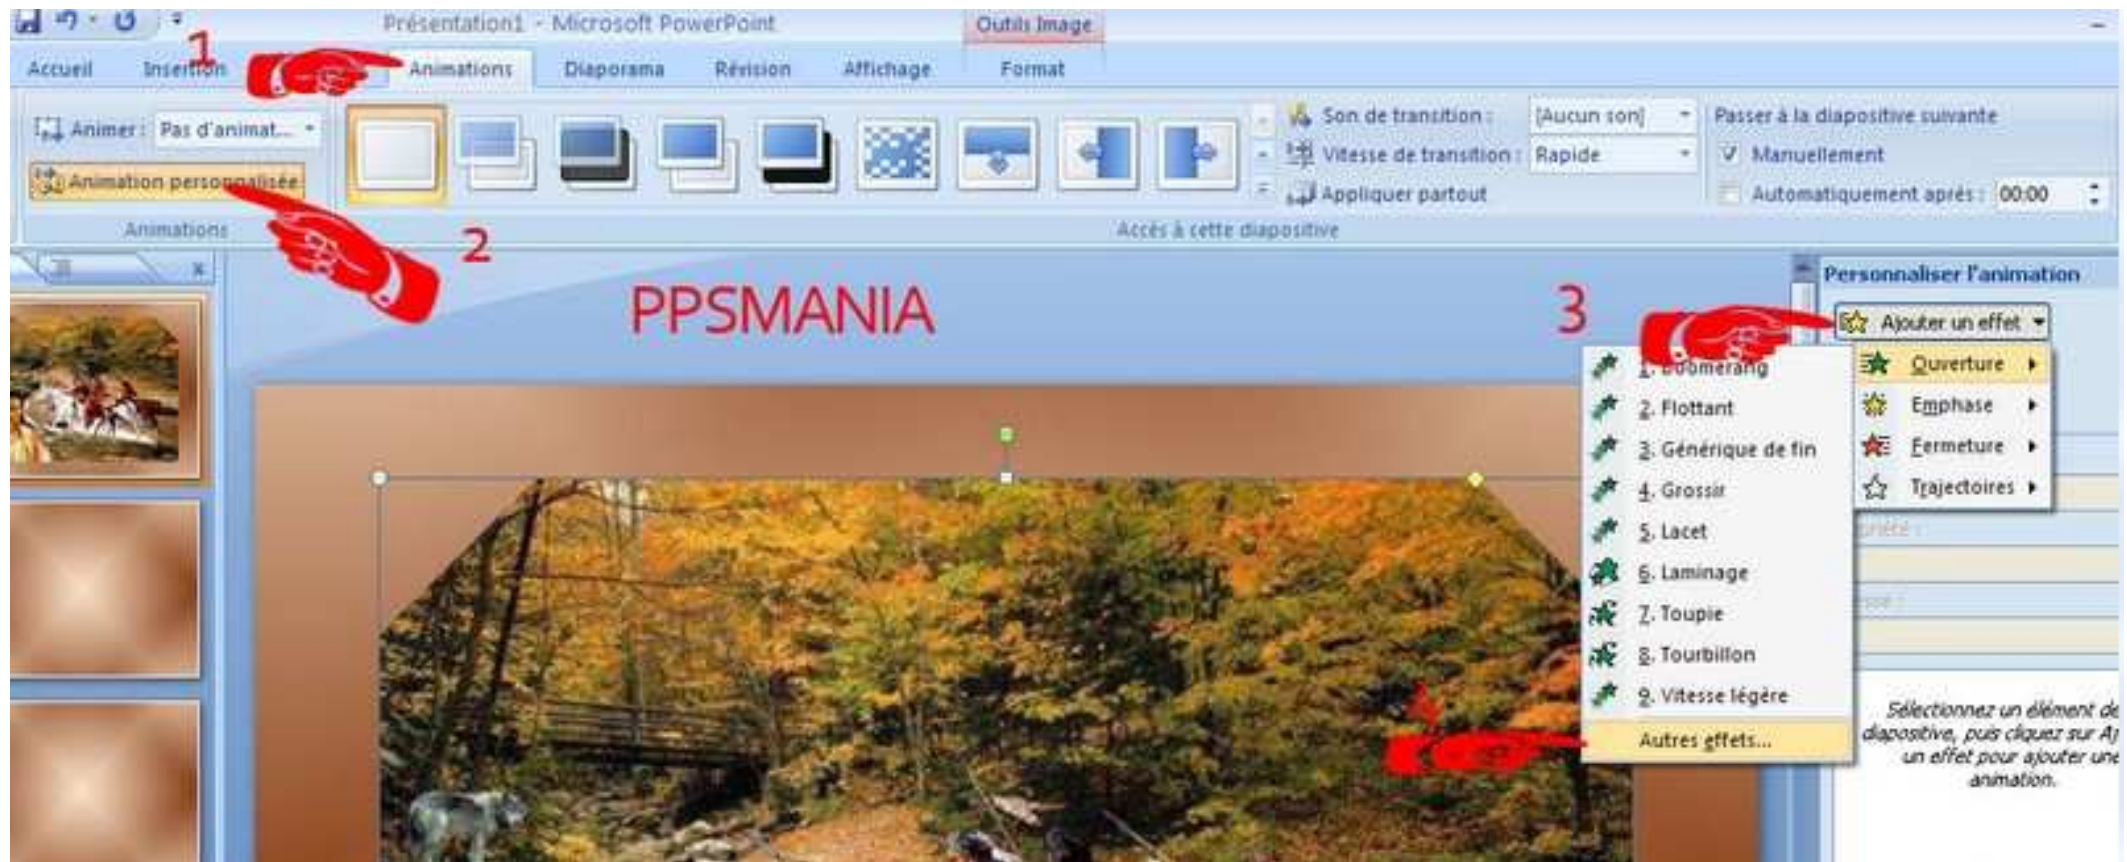 Présentation1 - Microsoft PowerPoint
Outils Image
1
Accueil
Insertion
Animations
Diaporama
Révision
Affichage
Format
Animer :
Pas d'animat...
Animation personnalisée
Animations
2
Son de transition :
[Aucun son]
Vitesse de transition :
Rapide
Appliquer partout
Accès à cette diapositive
Passer à la diapositive suivante
Manuellement
Automatiquement après :
00:00
PPSMANIA
3
Personnaliser l'animation
Ajouter un effet
Ouverture
Emphase
Fermeture
Trajectoires
1. Boomerang
2. Flottant
3. Générique de fin
4. Grossir
5. Lacet
6. Laminage
7. Toupie
8. Tourbillon
9. Vitesse légère
Autres effets...
4
Sélectionnez un élément de
diapositive, puis cliquez sur Aj
un effet pour ajouter une
animation.